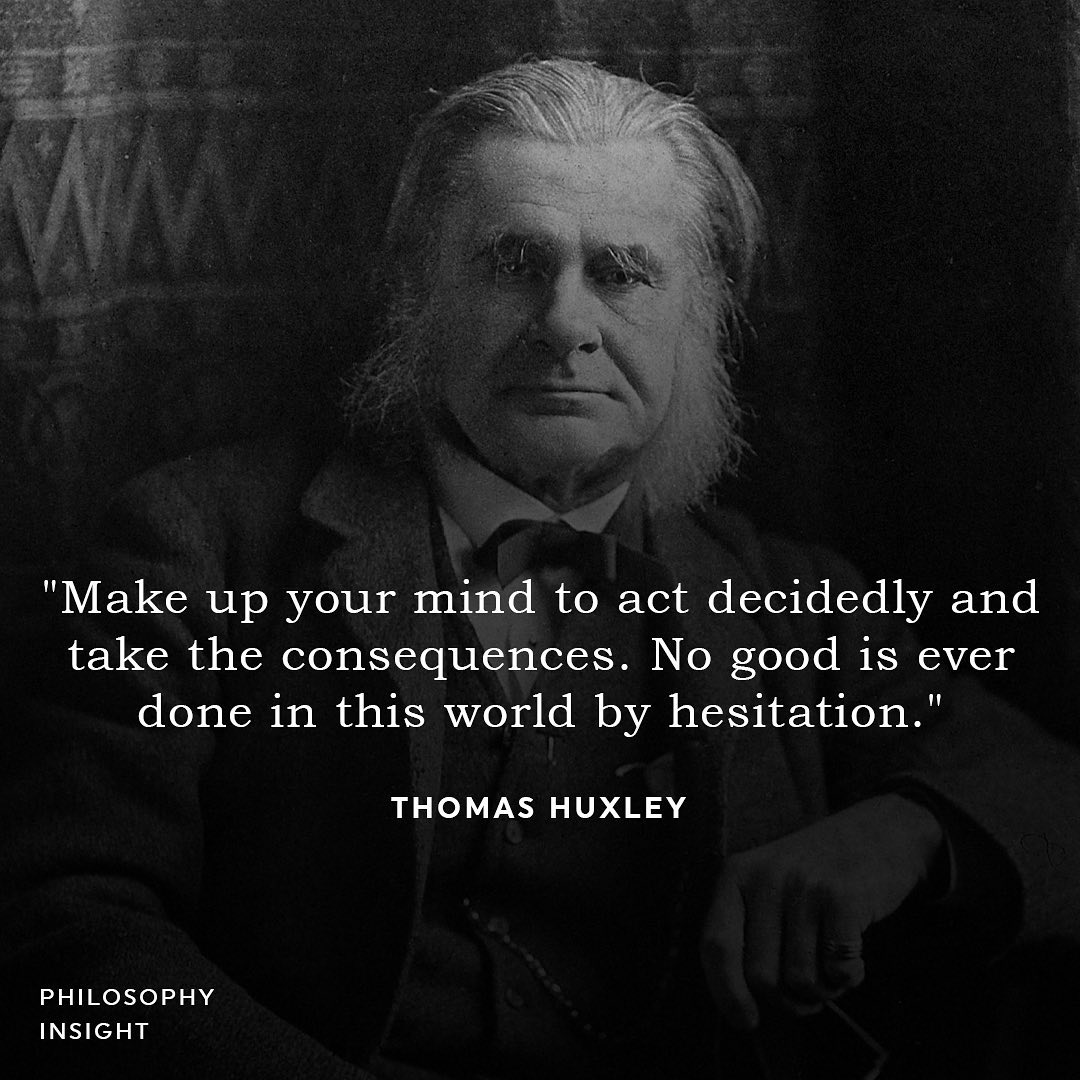 "Make up your mind to act decidedly and
take the consequences. No good is ever
done in this world by hesitation."
THOMAS HUXLEY
PHILOSOPHY
INSIGHT